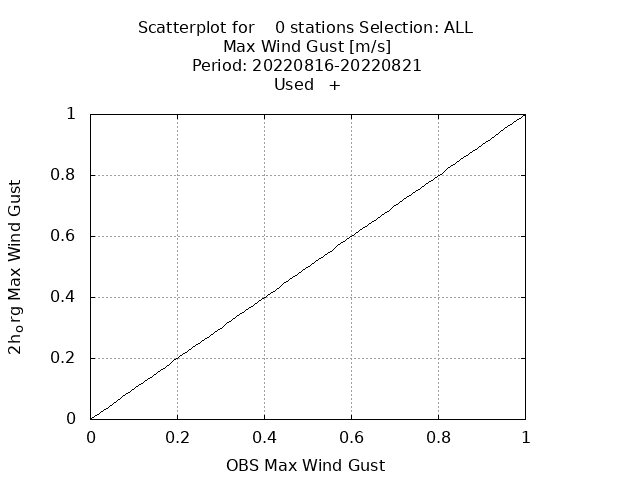 Scatterplot for    0 stations Selection: ALL
Max Wind Gust [m/s]
Period: 20220816-20220821
Used   +
1
0.8
0.6
0.4
0.2
0
2hₒrg Max Wind Gust
0 0.2 0.4 0.6 0.8 1
OBS Max Wind Gust